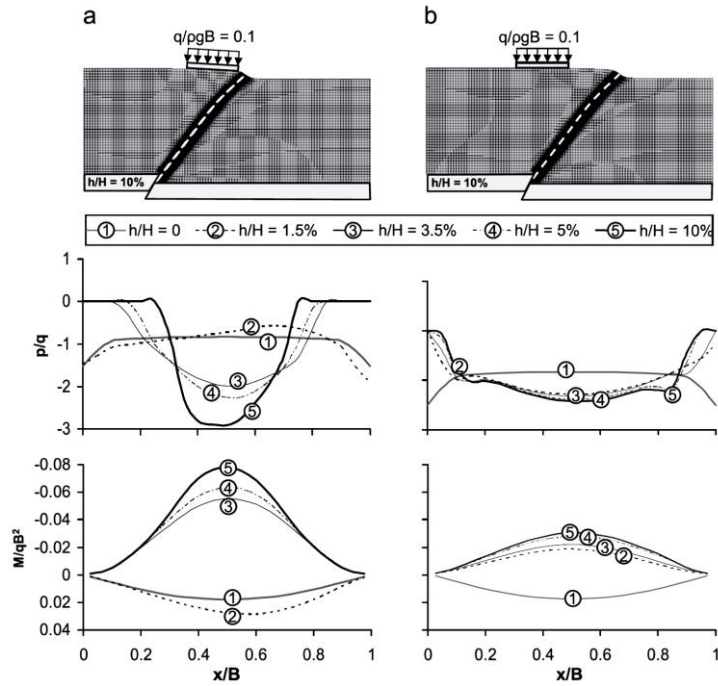 a
b
q/ρgB = 0.1
q/ρgB = 0.1
h/H = 10%
h/H = 10%
1 h/H = 0 2 h/H = 1.5% 3 h/H = 3.5% 4 h/H = 5% 5 h/H = 10%
p/q
1
0
-1
-2
-3
2
1
3
4
5
2
1
3
4
5
M/qB²
-0.08
-0.06
-0.04
-0.02
0
0.02
0.04
5
4
3
1
2
5
4
3
2
1
0 0.2 0.4 0.6 0.8 1
x/B
0 0.2 0.4 0.6 0.8 1
x/B